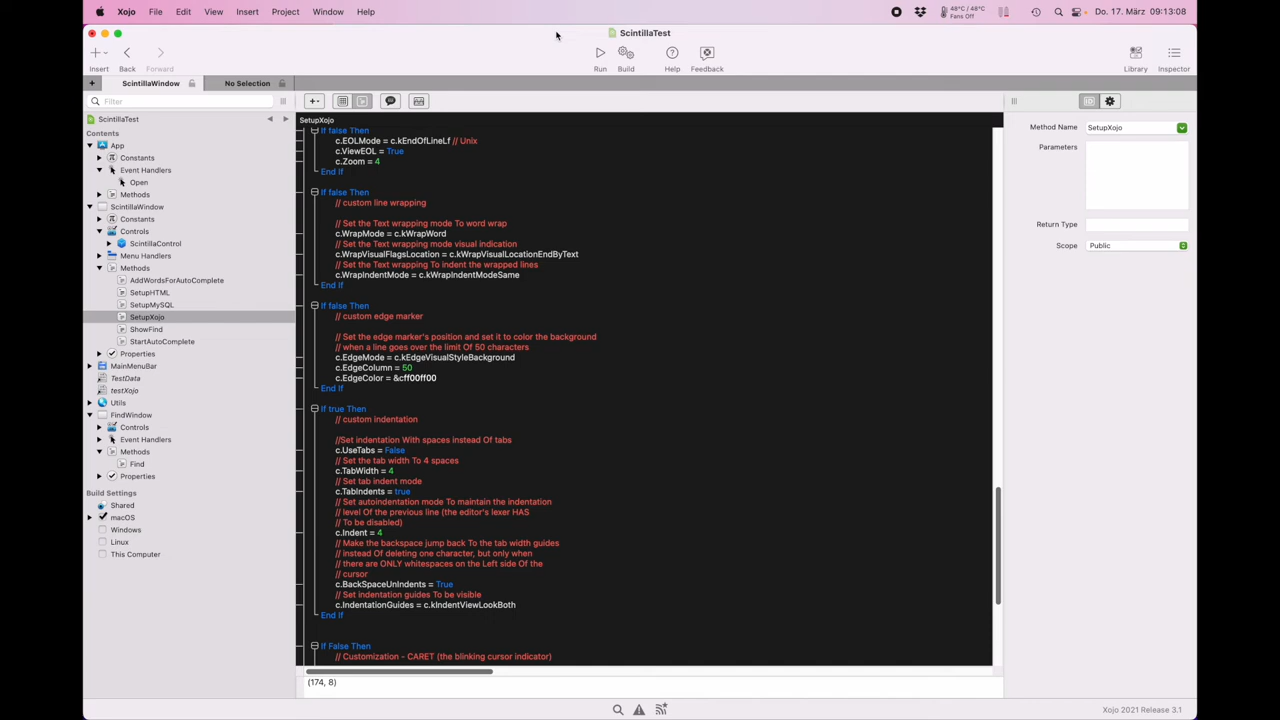 Xojo File Edit View Insert Project Window Help
48°C / 48°C
Fans Off
Do. 17. März 09:13:08
ScintillaTest
Insert Back Forward Run Build Help Feedback Library Inspector
ScintillaWindow No Selection
Filter
ScintillaTest
Contents
App
Constants
Event Handlers
Open
Methods
ScintillaWindow
Constants
Controls
ScintillaControl
Menu Handlers
Methods
AddWordsForAutoComplete
SetupHTML
SetupMySQL
SetupXojo
ShowFind
StartAutoComplete
Properties
MainMenuBar
TestData
testXojo
Utils
FindWindow
Controls
Event Handlers
Methods
Find
Properties
Build Settings
Shared
macOS
Windows
Linux
This Computer
SetupXojo
If false Then
c.EOLMode = c.kEndOfLineLf // Unix
c.ViewEOL = True
c.Zoom = 4
End If
If false Then
// custom line wrapping
// Set the Text wrapping mode To word wrap
c.WrapMode = c.kWrapWord
// Set the Text wrapping mode visual indication
c.WrapVisualFlagsLocation = c.kWrapVisualLocationEndByText
// Set the Text wrapping To indent the wrapped lines
c.WrapIndentMode = c.kWrapIndentModeSame
End If
If false Then
// custom edge marker
// Set the edge marker's position and set it to color the background
// when a line goes over the limit Of 50 characters
c.EdgeMode = c.kEdgeVisualStyleBackground
c.EdgeColumn = 50
c.EdgeColor = &cff00ff00
End If
If true Then
// custom indentation
//Set indentation With spaces instead Of tabs
c.UseTabs = False
// Set the tab width To 4 spaces
c.TabWidth = 4
// Set tab indent mode
c.TabIndents = true
// Set autoindentation mode To maintain the indentation
// level Of the previous line (the editor's lexer HAS
// To be disabled)
c.Indent = 4
// Make the backspace jump back To the tab width guides
// instead Of deleting one character, but only when
// there are ONLY whitespaces on the Left side Of the
// cursor
c.BackSpaceUnIndents = True
// Set indentation guides To be visible
c.IndentationGuides = c.kIndentViewLookBoth
End If
If False Then
// Customization - CARET (the blinking cursor indicator)
(174, 8)
Method Name SetupXojo
Parameters
Return Type
Scope Public
Xojo 2021 Release 3.1